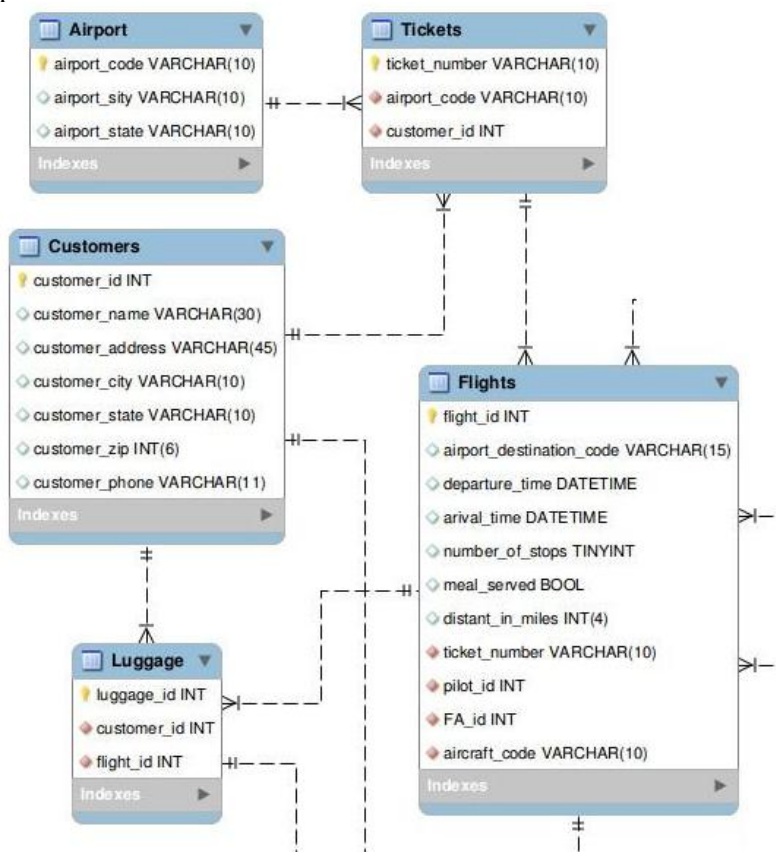 Airport
airport_code VARCHAR(10)
airport_sity VARCHAR(10)
airport_state VARCHAR(10)
Indexes
Tickets
ticket_number VARCHAR(10)
airport_code VARCHAR(10)
customer_id INT
Indexes
Customers
customer_id INT
customer_name VARCHAR(30)
customer_address VARCHAR(45)
customer_city VARCHAR(10)
customer_state VARCHAR(10)
customer_zip INT(6)
customer_phone VARCHAR(11)
Indexes
Flights
flight_id INT
airport_destination_code VARCHAR(15)
departure_time DATETIME
arival_time DATETIME
number_of_stops TINYINT
meal_served BOOL
distant_in_miles INT(4)
ticket_number VARCHAR(10)
pilot_id INT
FA_id INT
aircraft_code VARCHAR(10)
Indexes
Luggage
luggage_id INT
customer_id INT
flight_id INT
Indexes